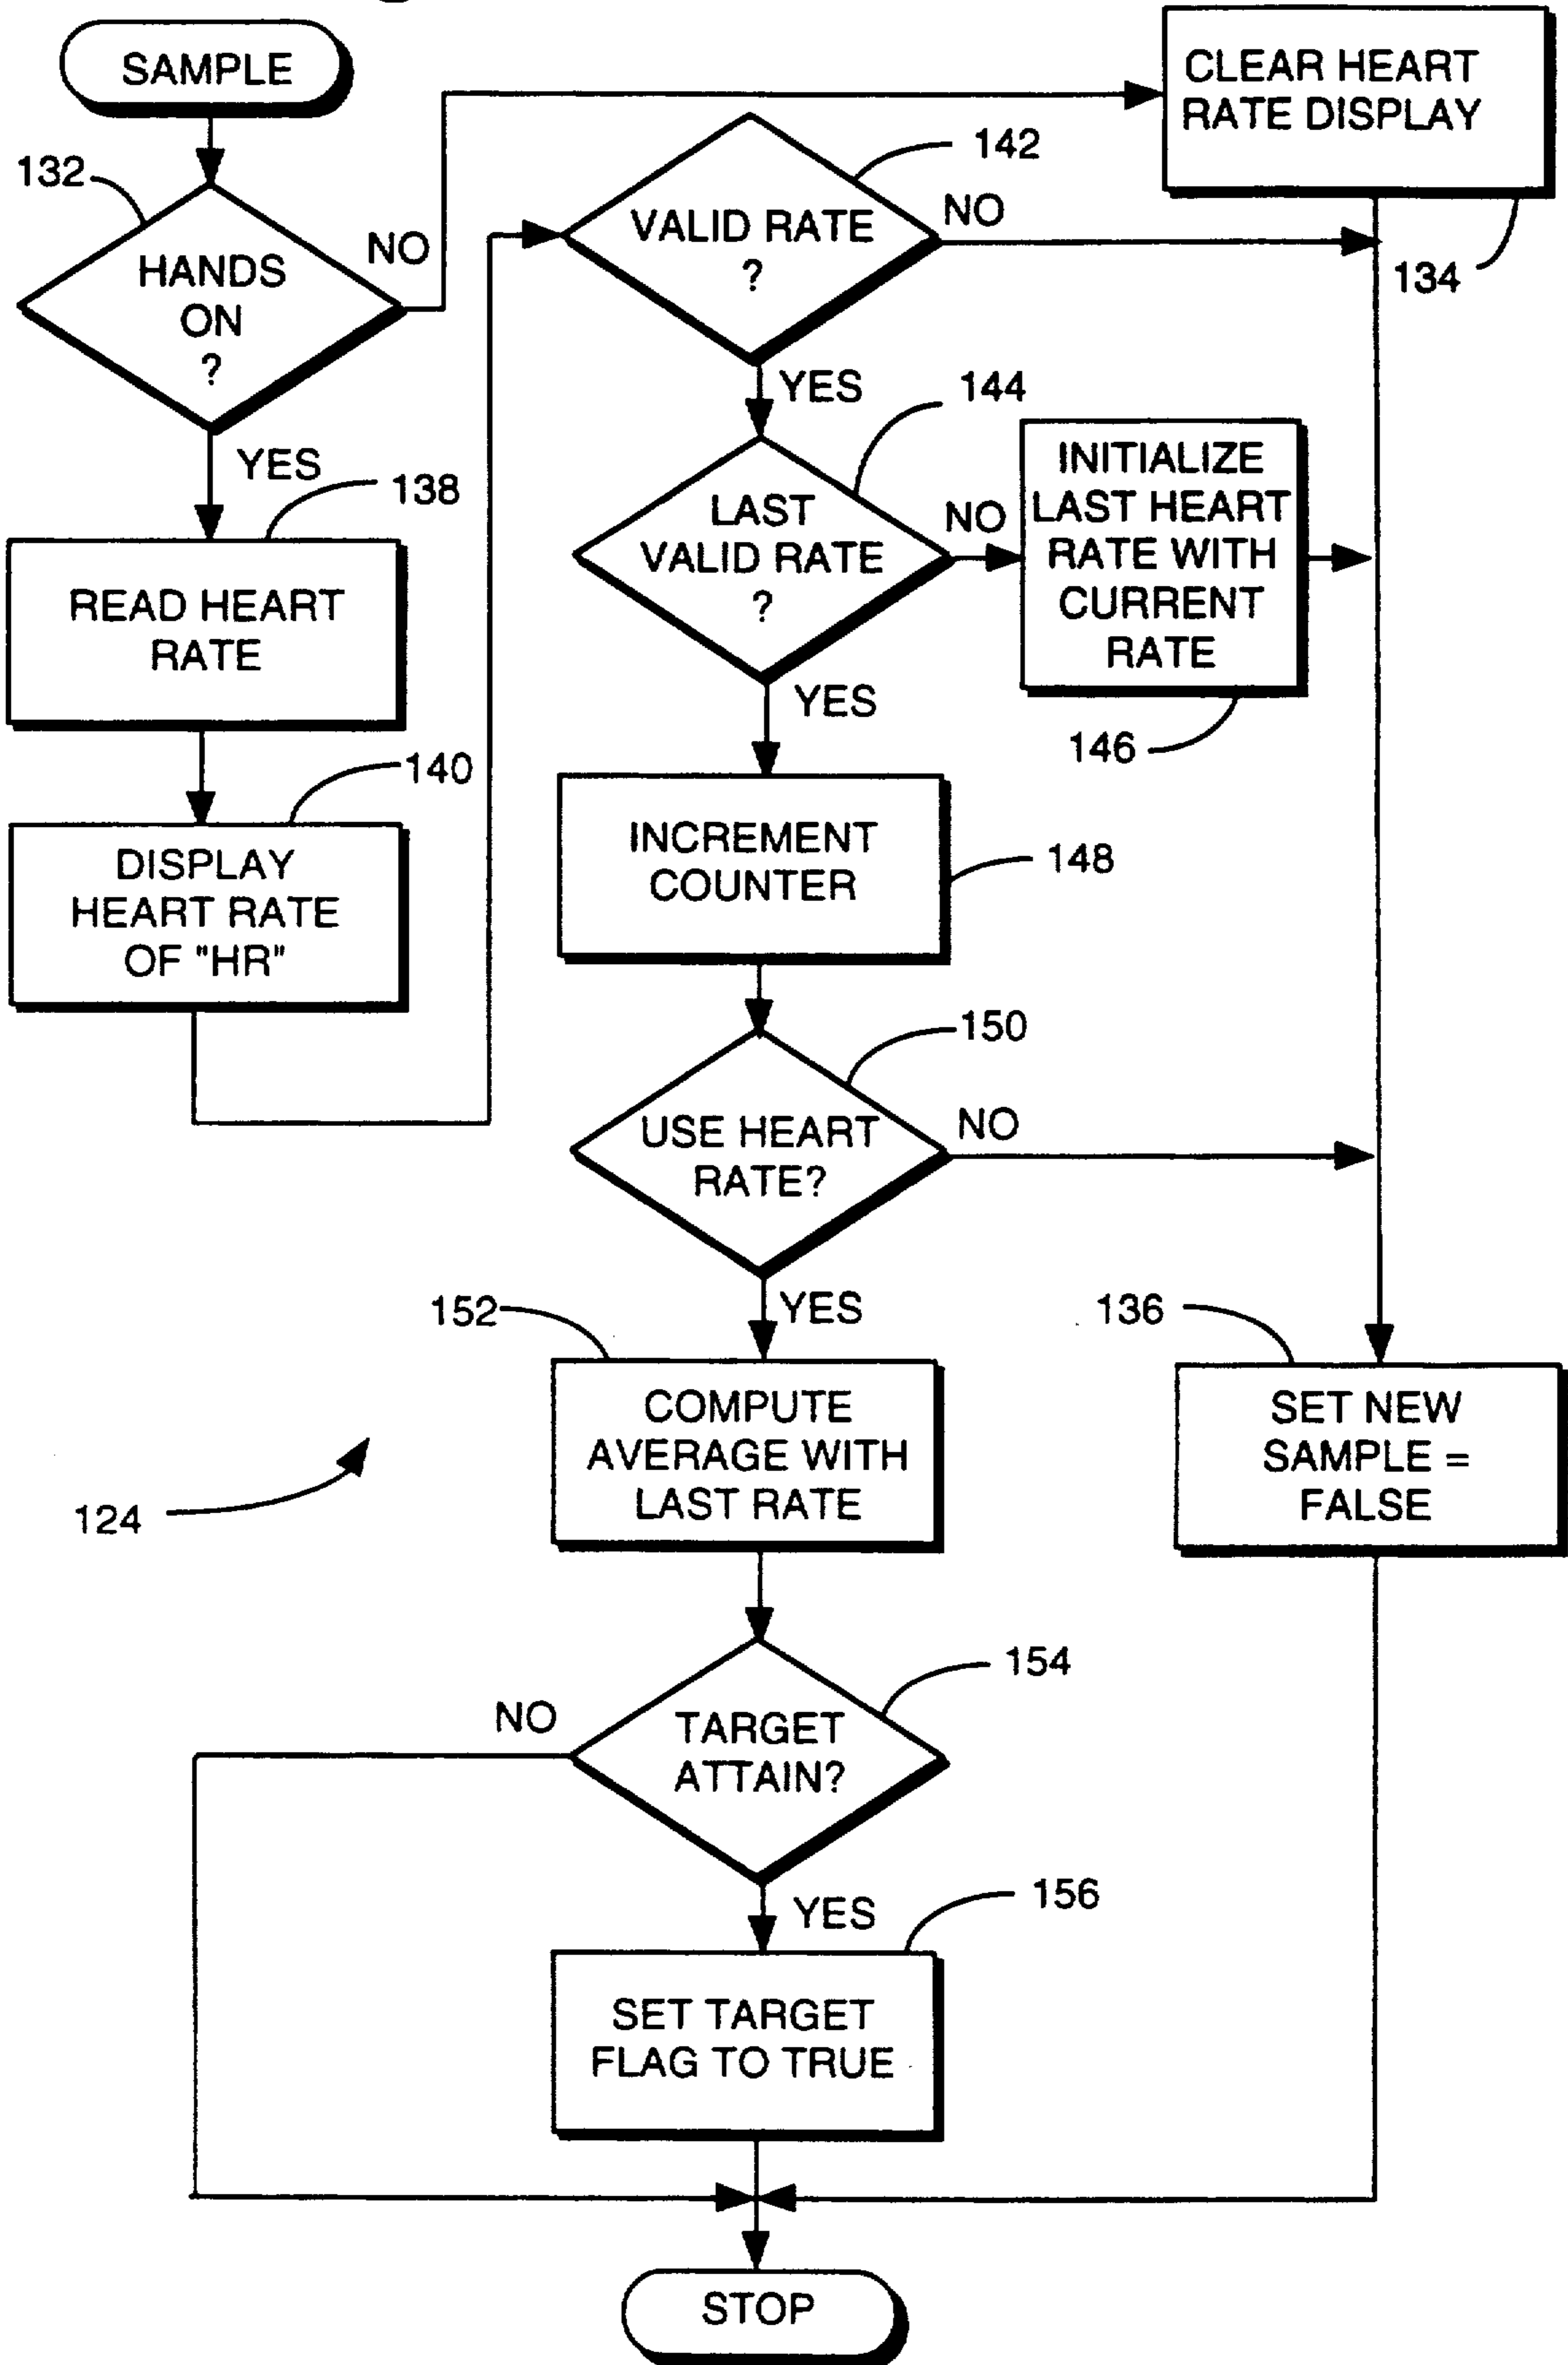 SAMPLE
CLEAR HEART
RATE DISPLAY
134
132
HANDS
ON
?
NO
YES
138
READ HEART
RATE
140
DISPLAY
HEART RATE
OF "HR"
142
VALID RATE
?
NO
YES
144
LAST
VALID RATE
?
NO
INITIALIZE
LAST HEART
RATE WITH
CURRENT
RATE
146
YES
INCREMENT
COUNTER
148
150
USE HEART
RATE?
NO
YES
152
COMPUTE
AVERAGE WITH
LAST RATE
136
SET NEW
SAMPLE =
FALSE
124
154
TARGET
ATTAIN?
NO
YES
156
SET TARGET
FLAG TO TRUE
STOP